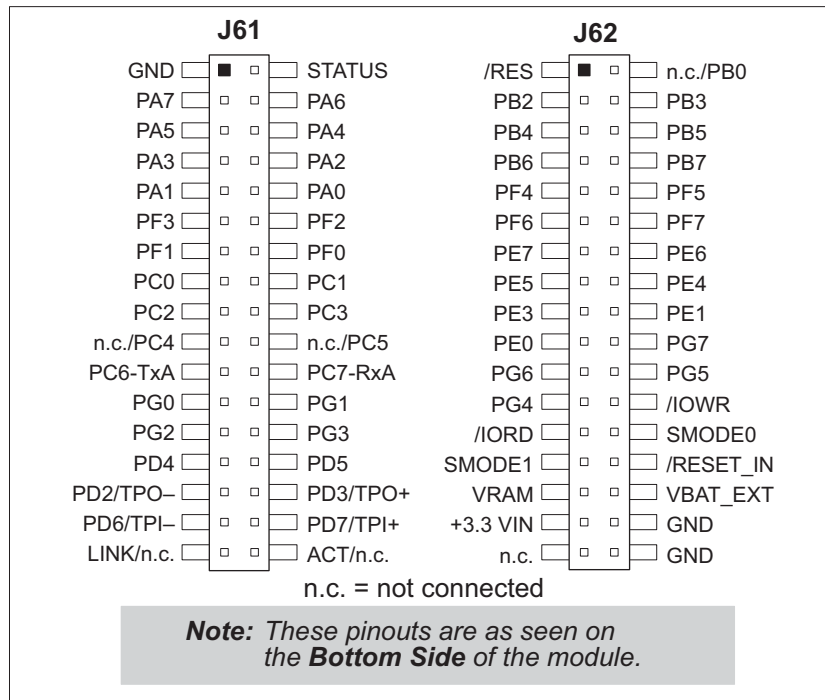 J61 J62
GND STATUS /RES n.c./PB0
PA7 PA6 PB2 PB3
PA5 PA4 PB4 PB5
PA3 PA2 PB6 PB7
PA1 PA0 PF4 PF5
PF3 PF2 PF6 PF7
PF1 PF0 PE7 PE6
PC0 PC1 PE5 PE4
PC2 PC3 PE3 PE1
n.c./PC4 n.c./PC5 PE0 PG7
PC6-TxA PC7-RxA PG6 PG5
PG0 PG1 PG4 /IOWR
PG2 PG3 /IORD SMODE0
PD4 PD5 SMODE1 /RESET_IN
PD2/TPO– PD3/TPO+ VRAM VBAT_EXT
PD6/TPI– PD7/TPI+ +3.3 VIN GND
LINK/n.c. ACT/n.c. n.c. GND
n.c. = not connected
Note: These pinouts are as seen on
the Bottom Side of the module.